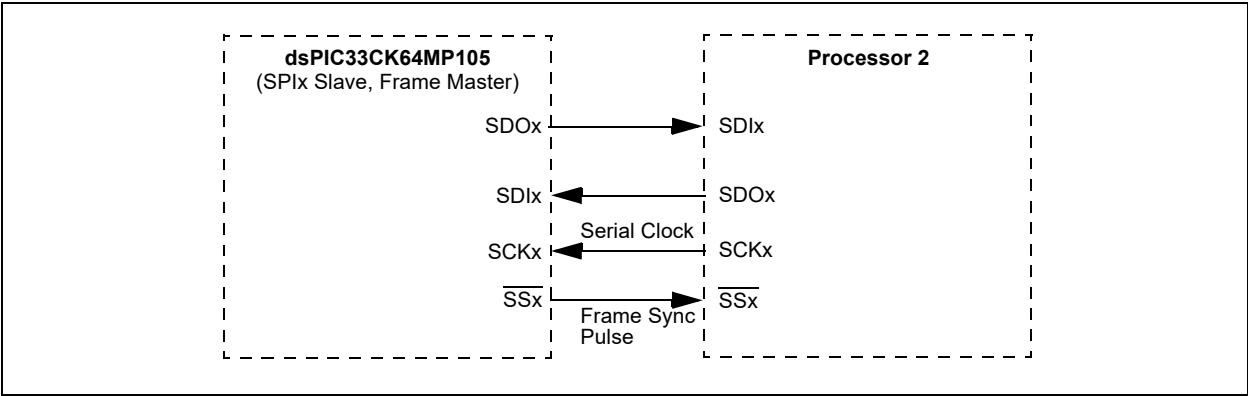 dsPIC33CK64MP105
(SPIx Slave, Frame Master)
Processor 2
SDOx
SDIx
SDIx
SDOx
Serial Clock
SCKx
SCKx
SSx
SSx
Frame Sync
Pulse